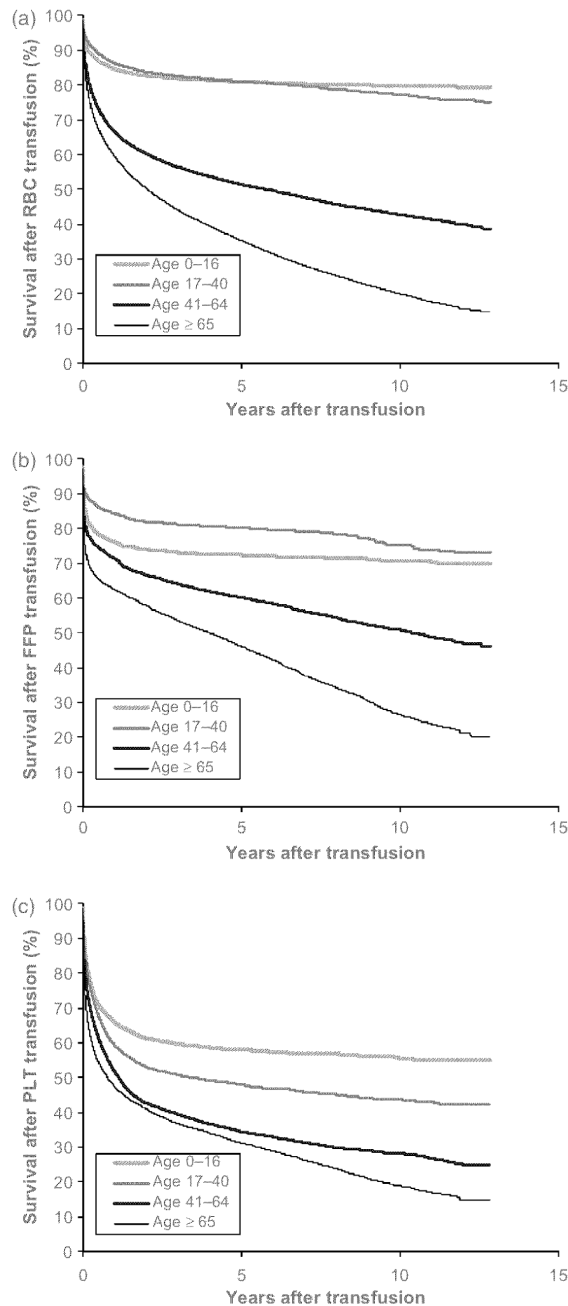 (a)
Survival after RBC transfusion (%)
100
90
80
70
60
50
40
30
20
10
0
Age 0–16
Age 17–40
Age 41–64
Age ≥ 65
0 5 10 15
Years after transfusion
(b)
Survival after FFP transfusion (%)
100
90
80
70
60
50
40
30
20
10
0
Age 0–16
Age 17–40
Age 41–64
Age ≥ 65
0 5 10 15
Years after transfusion
(c)
Survival after PLT transfusion (%)
100
90
80
70
60
50
40
30
20
10
0
Age 0–16
Age 17–40
Age 41–64
Age ≥ 65
0 5 10 15
Years after transfusion